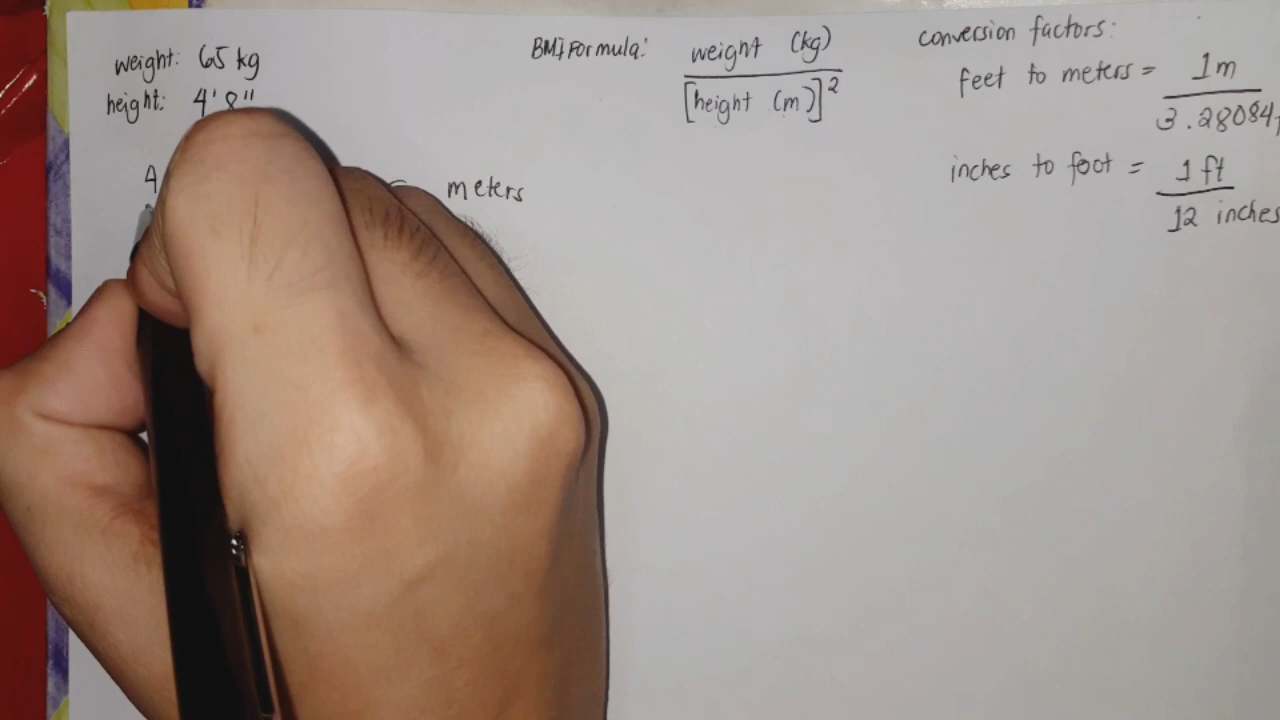 weight: 65 kg
height: 4' 8"
4
meters
BMI Formula: weight (kg)
[height (m)]²
conversion factors:
feet to meters = 1m
3.28084
inches to foot = 1 ft
12 inches